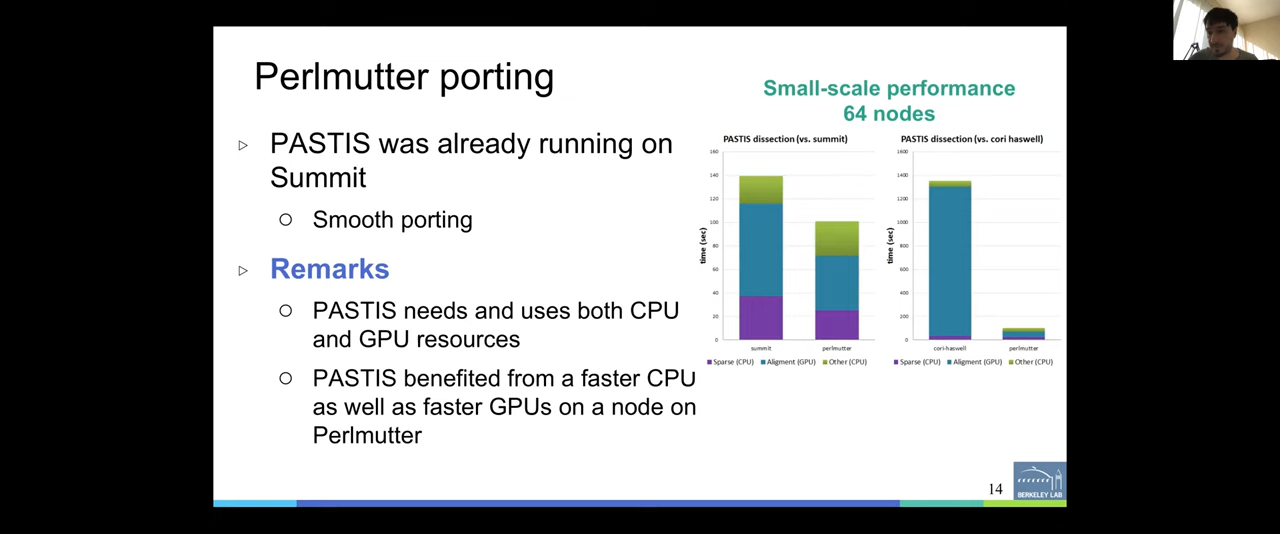 Perlmutter porting
PASTIS was already running on
Summit
Smooth porting
Remarks
PASTIS needs and uses both CPU
and GPU resources
PASTIS benefited from a faster CPU
as well as faster GPUs on a node on
Perlmutter
Small-scale performance
64 nodes
PASTIS dissection (vs. summit)
160
140
120
100
80
60
40
20
0
time (sec)
summit perlmutter
Sparse (CPU) Aligment (GPU) Other (CPU)
PASTIS dissection (vs. cori haswell)
1600
1400
1200
1000
800
600
400
200
0
time (sec)
cori-haswell perlmutter
Sparse (CPU) Aligment (GPU) Other (CPU)
14
BERKELEY LAB